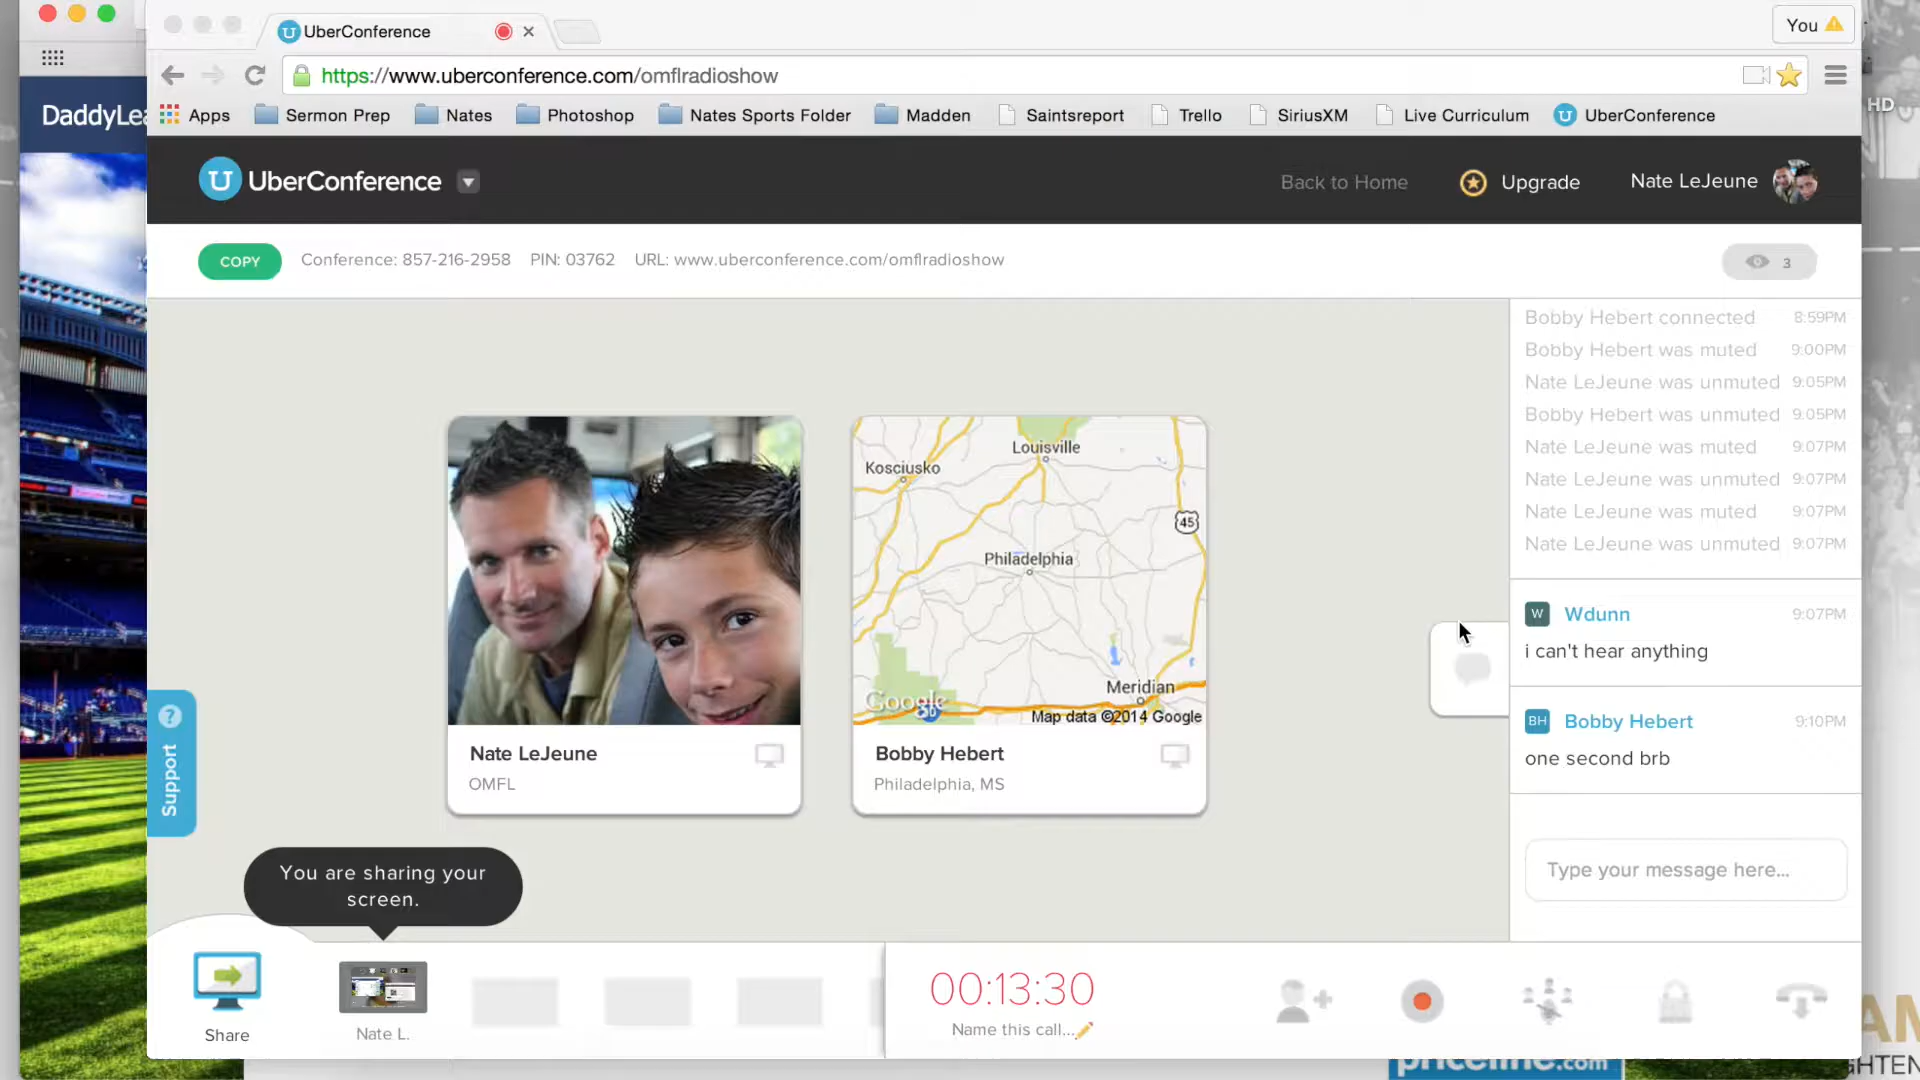 UberConference
You
https://www.uberconference.com/omflradioshow
Apps
Sermon Prep
Nates
Photoshop
Nates Sports Folder
Madden
Saintsreport
Trello
SiriusXM
Live Curriculum
UberConference
HD
DaddyLea
UberConference
Back to Home
Upgrade
Nate LeJeune
COPY
Conference: 857-216-2958 PIN: 03762 URL: www.uberconference.com/omflradioshow
3
Bobby Hebert connected 8:59PM
Bobby Hebert was muted 9:00PM
Nate LeJeune was unmuted 9:05PM
Bobby Hebert was unmuted 9:05PM
Nate LeJeune was muted 9:07PM
Nate LeJeune was unmuted 9:07PM
Nate LeJeune was muted 9:07PM
Nate LeJeune was unmuted 9:07PM
W Wdunn 9:07PM
i can't hear anything
BH Bobby Hebert 9:10PM
one second brb
Type your message here...
Louisville
Kosciusko
45
Philadelphia
Meridian
Google
Map data ©2014 Google
Nate LeJeune
OMFL
Bobby Hebert
Philadelphia, MS
? Support
You are sharing your
screen.
Share
Nate L.
00:13:30
Name this call...
priceline.com
AM
HTEN